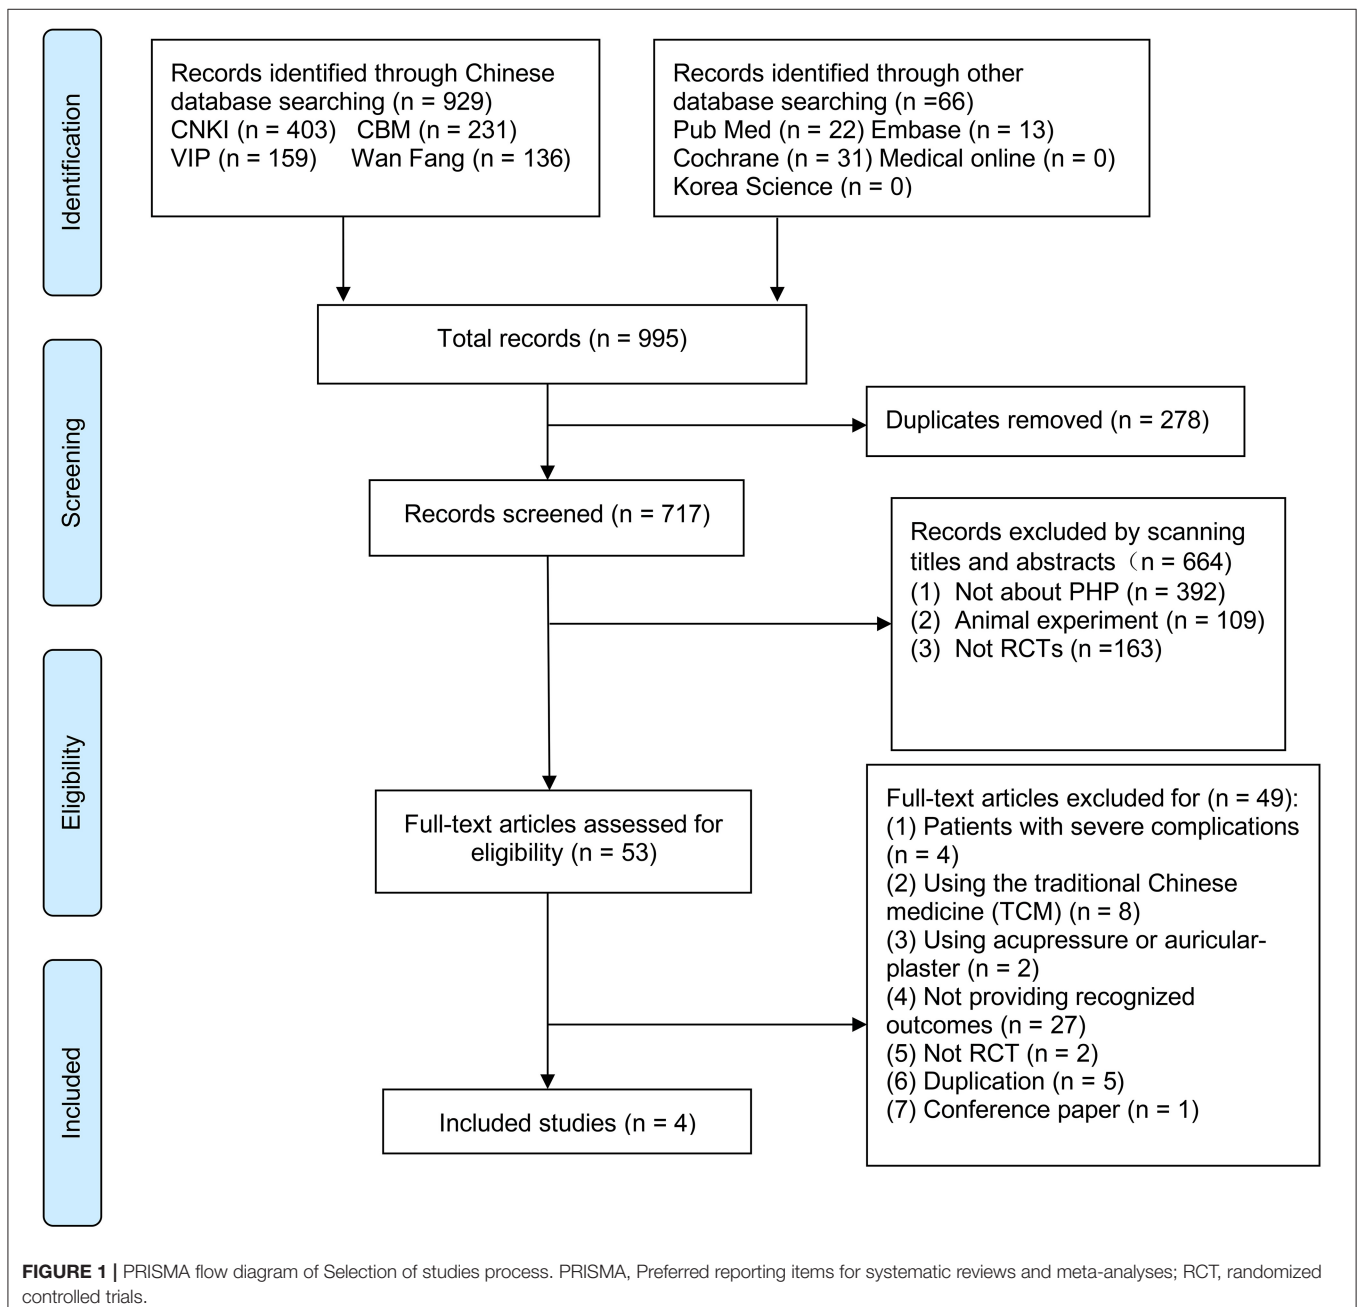 Identification
Records identified through Chinese
database searching (n = 929)
CNKI (n = 403) CBM (n = 231)
VIP (n = 159) Wan Fang (n = 136)
Records identified through other
database searching (n =66)
Pub Med (n = 22) Embase (n = 13)
Cochrane (n = 31) Medical online (n = 0)
Korea Science (n = 0)
Total records (n = 995)
Screening
Duplicates removed (n = 278)
Records screened (n = 717)
Records excluded by scanning
titles and abstracts（n = 664)
(1) Not about PHP (n = 392)
(2) Animal experiment (n = 109)
(3) Not RCTs (n =163)
Eligibility
Full-text articles assessed for
eligibility (n = 53)
Full-text articles excluded for (n = 49):
(1) Patients with severe complications
(n = 4)
(2) Using the traditional Chinese
medicine (TCM) (n = 8)
(3) Using acupressure or auricular-
plaster (n = 2)
(4) Not providing recognized
outcomes (n = 27)
(5) Not RCT (n = 2)
(6) Duplication (n = 5)
(7) Conference paper (n = 1)
Included
Included studies (n = 4)
FIGURE 1 | PRISMA flow diagram of Selection of studies process. PRISMA, Preferred reporting items for systematic reviews and meta-analyses; RCT, randomized
controlled trials.